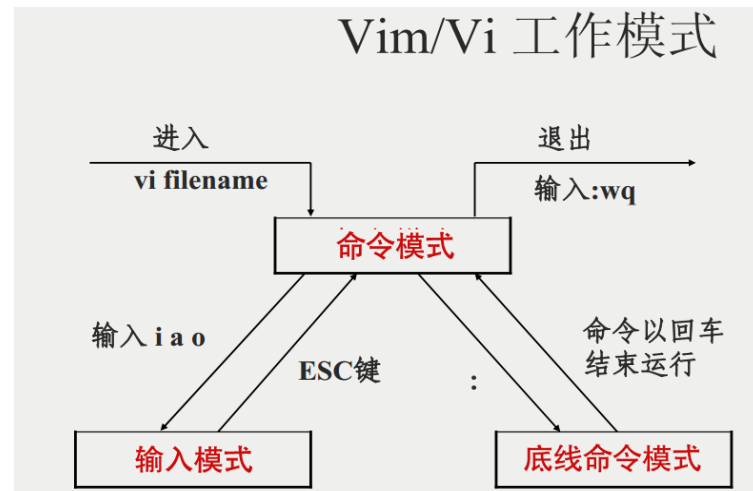 Vim/Vi 工作模式
进入
vi filename
退出
输入:wq
命令模式
输入 i a o
ESC键
:
命令以回车
结束运行
输入模式
底线命令模式